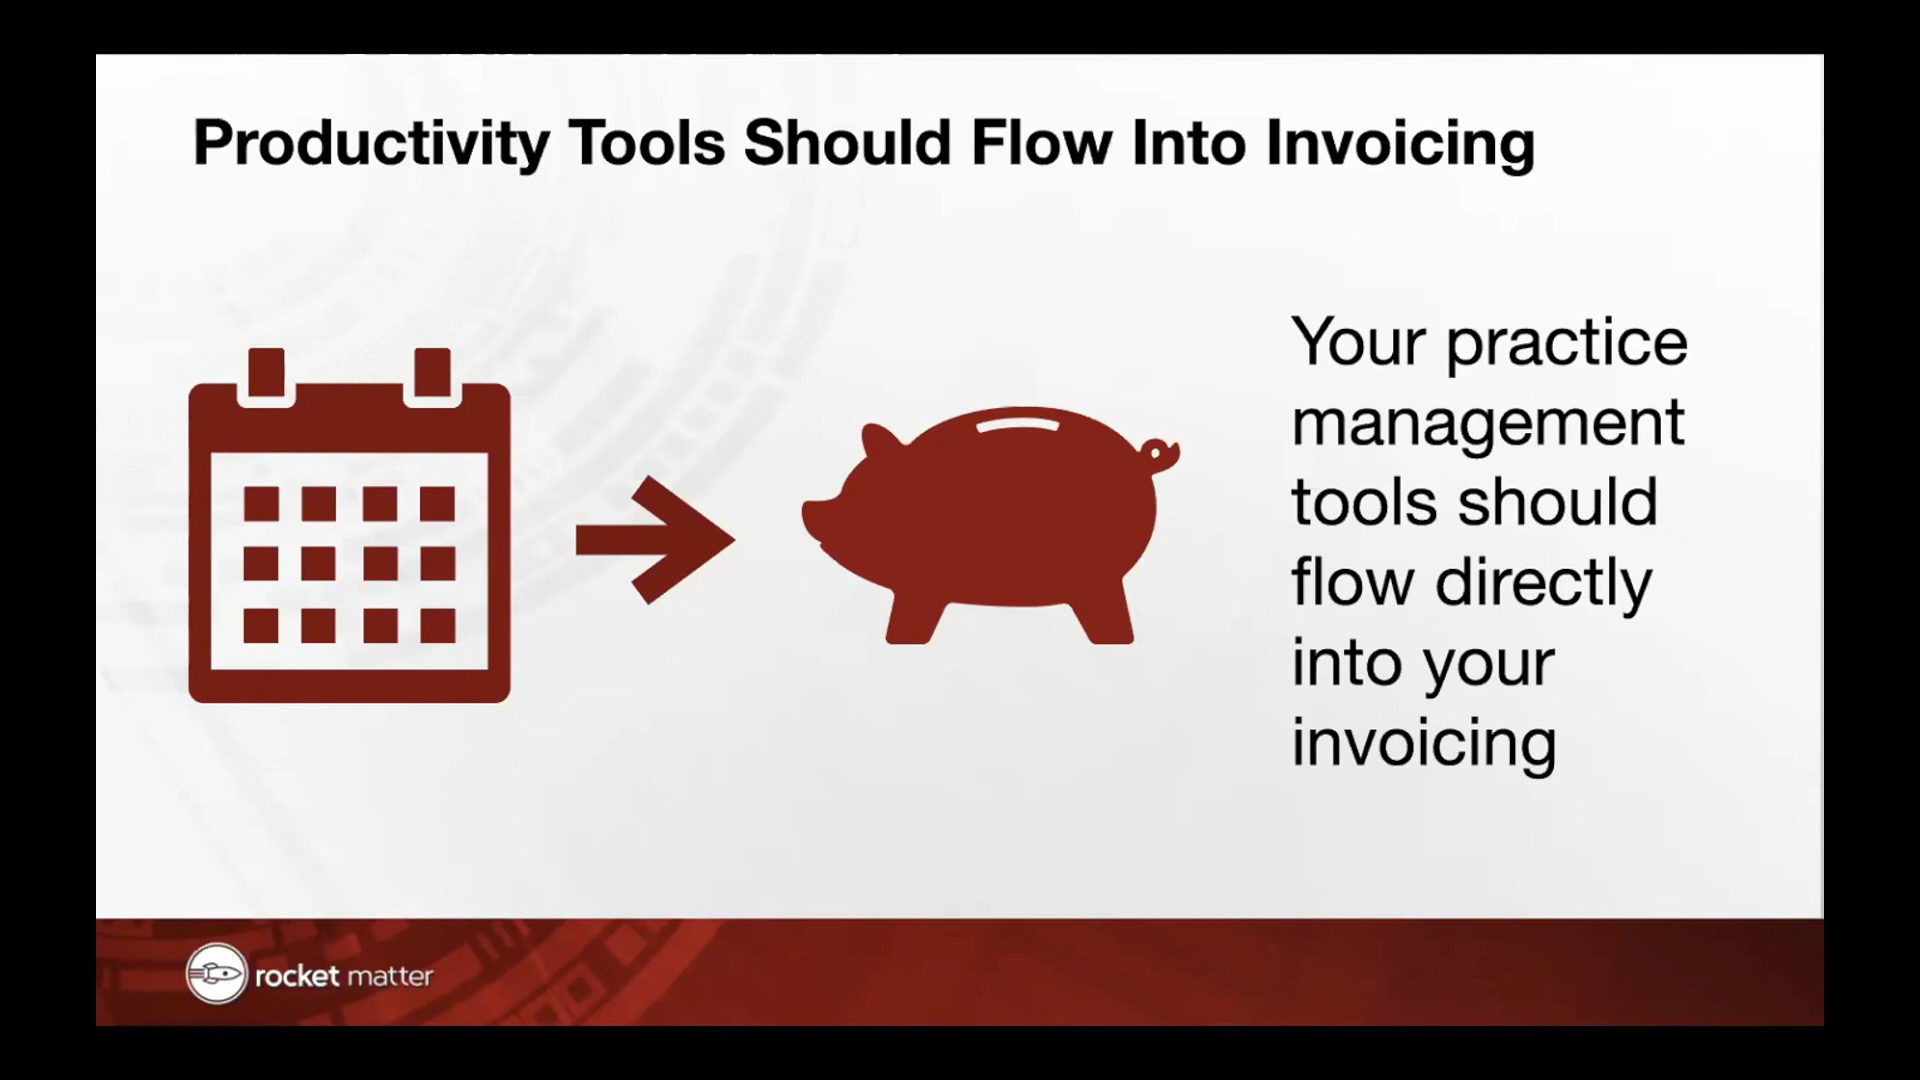 Productivity Tools Should Flow Into Invoicing
Your practice
management
tools should
flow directly
into your
invoicing
rocket matter